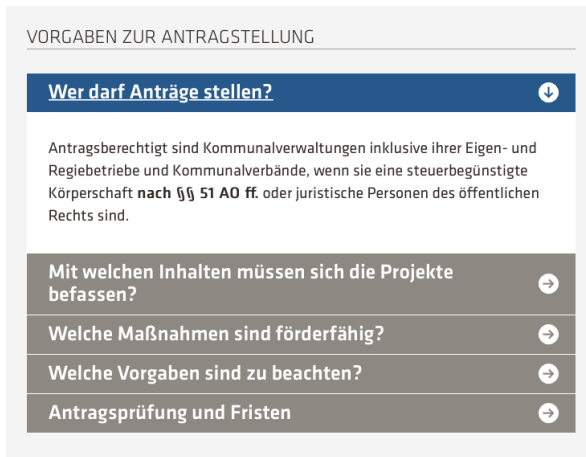 VORGABEN ZUR ANTRAGSTELLUNG
Wer darf Anträge stellen?
Antragsberechtigt sind Kommunalverwaltungen inklusive ihrer Eigen- und
Regiebetriebe und Kommunalverbände, wenn sie eine steuerbegünstigte
Körperschaft nach §§ 51 AO ff. oder juristische Personen des öffentlichen
Rechts sind.
Mit welchen Inhalten müssen sich die Projekte
befassen?
Welche Maßnahmen sind förderfähig?
Welche Vorgaben sind zu beachten?
Antragsprüfung und Fristen